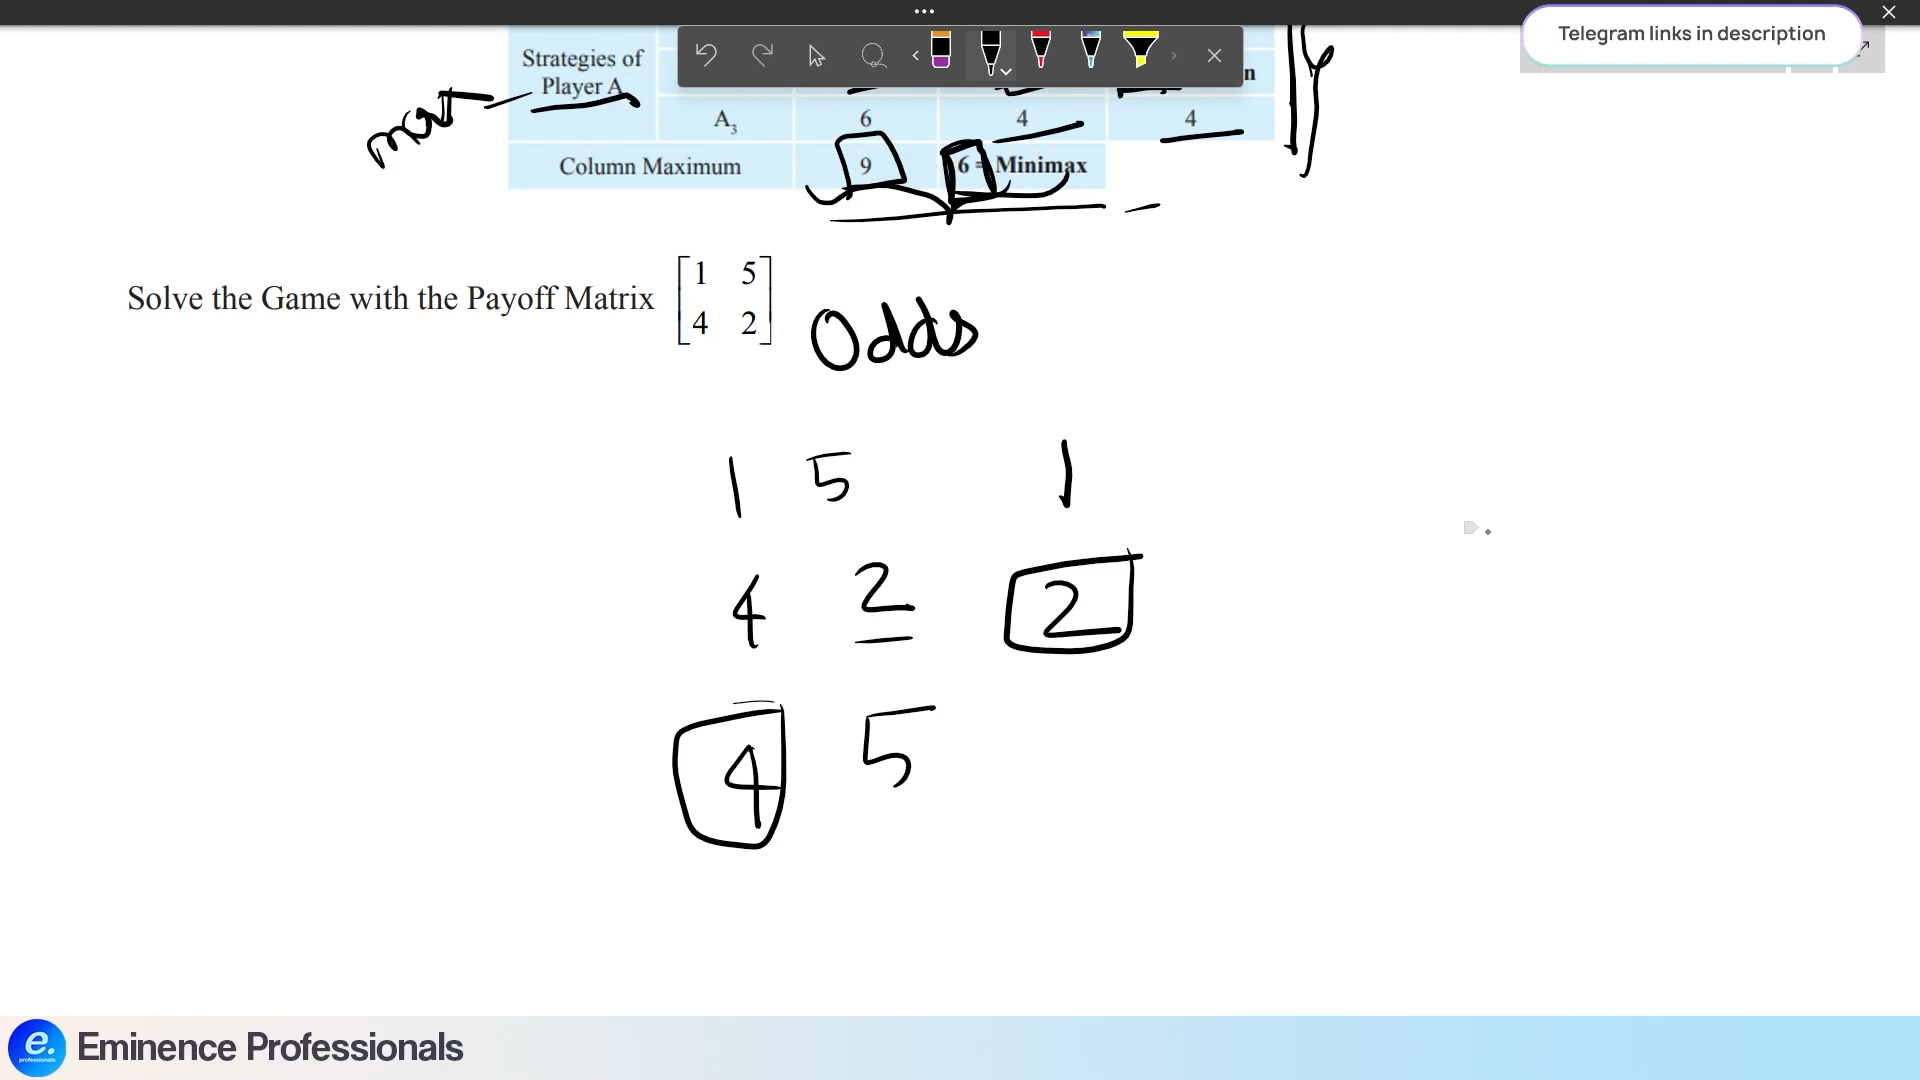 Telegram links in description
Strategies of
Player A
n
max
A3 6 4 4
Column Maximum 9 6 = Minimax
Solve the Game with the Payoff Matrix
1 5
4 2
Odds
1 5 1
4 2 2
4 5
e.
professionals
Eminence Professionals